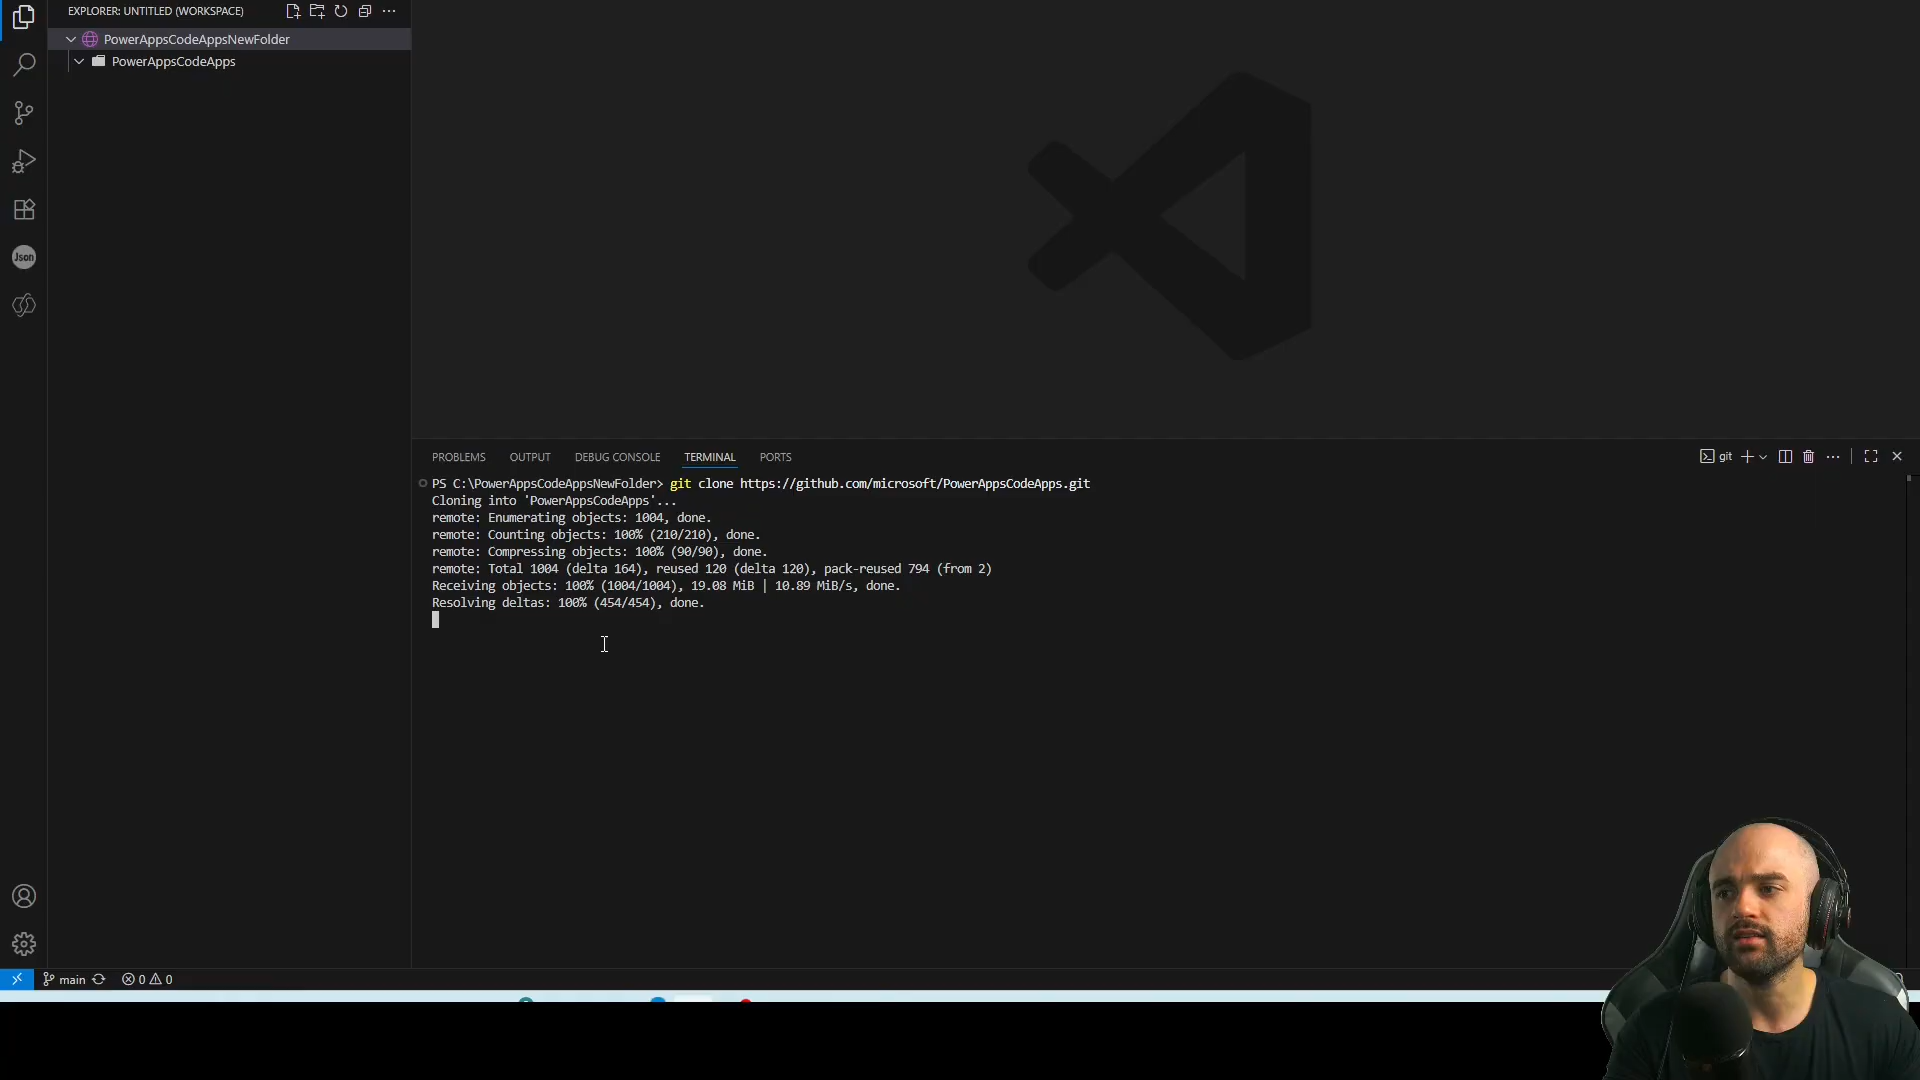 EXPLORER: UNTITLED (WORKSPACE)
PowerAppsCodeAppsNewFolder
PowerAppsCodeApps
Json
PROBLEMS OUTPUT DEBUG CONSOLE TERMINAL PORTS
git
PS C:\PowerAppsCodeAppsNewFolder> git clone https://github.com/microsoft/PowerAppsCodeApps.git
Cloning into 'PowerAppsCodeApps'...
remote: Enumerating objects: 1004, done.
remote: Counting objects: 100% (210/210), done.
remote: Compressing objects: 100% (90/90), done.
remote: Total 1004 (delta 164), reused 120 (delta 120), pack-reused 794 (from 2)
Receiving objects: 100% (1004/1004), 19.08 MiB | 10.89 MiB/s, done.
Resolving deltas: 100% (454/454), done.
main 0 0